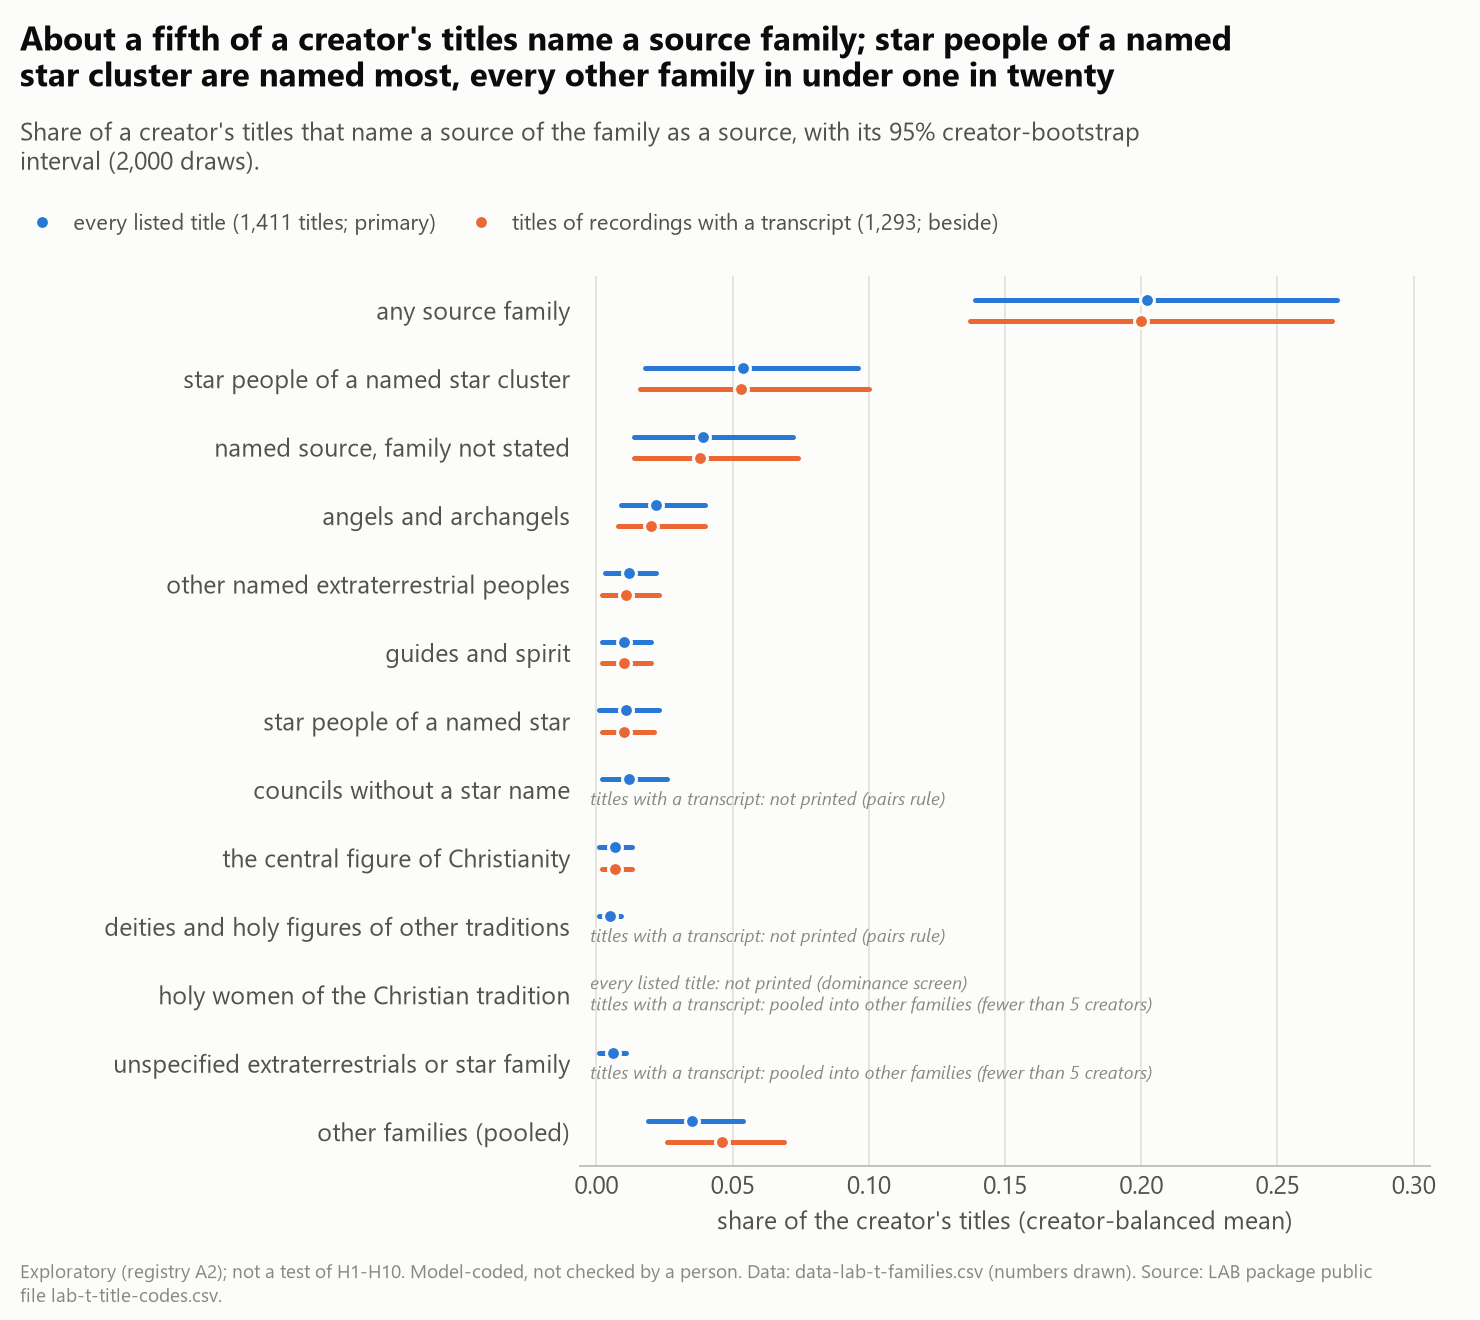 About a fifth of a creator's titles name a source family; star people of a named
star cluster are named most, every other family in under one in twenty
Share of a creator's titles that name a source of the family as a source, with its 95% creator-bootstrap
interval (2,000 draws).
every listed title (1,411 titles; primary)
titles of recordings with a transcript (1,293; beside)
any source family
star people of a named star cluster
named source, family not stated
angels and archangels
other named extraterrestrial peoples
guides and spirit
star people of a named star
councils without a star name
titles with a transcript: not printed (pairs rule)
the central figure of Christianity
deities and holy figures of other traditions
titles with a transcript: not printed (pairs rule)
every listed title: not printed (dominance screen)
holy women of the Christian tradition
titles with a transcript: pooled into other families (fewer than 5 creators)
unspecified extraterrestrials or star family
titles with a transcript: pooled into other families (fewer than 5 creators)
other families (pooled)
0.00 0.05 0.10 0.15 0.20 0.25 0.30
share of the creator's titles (creator-balanced mean)
Exploratory (registry A2); not a test of H1-H10. Model-coded, not checked by a person. Data: data-lab-t-families.csv (numbers drawn). Source: LAB package public
file lab-t-title-codes.csv.